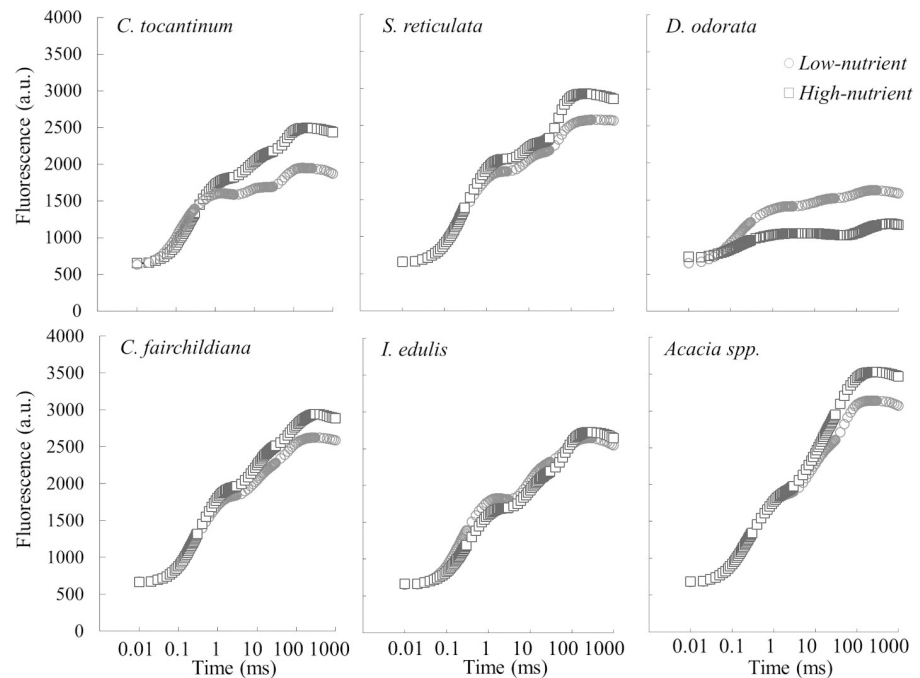 C. tocantinum
S. reticulata
D. odorata
Low-nutrient
High-nutrient
Fluorescence (a.u.)
4000
3500
3000
2500
2000
1500
1000
500
0
C. fairchildiana
I. edulis
Acacia spp.
Fluorescence (a.u.)
4000
3500
3000
2500
2000
1500
1000
500
0
0.01 0.1 1 10 100 1000
0.01 0.1 1 10 100 1000
0.01 0.1 1 10 100 1000
Time (ms)
Time (ms)
Time (ms)